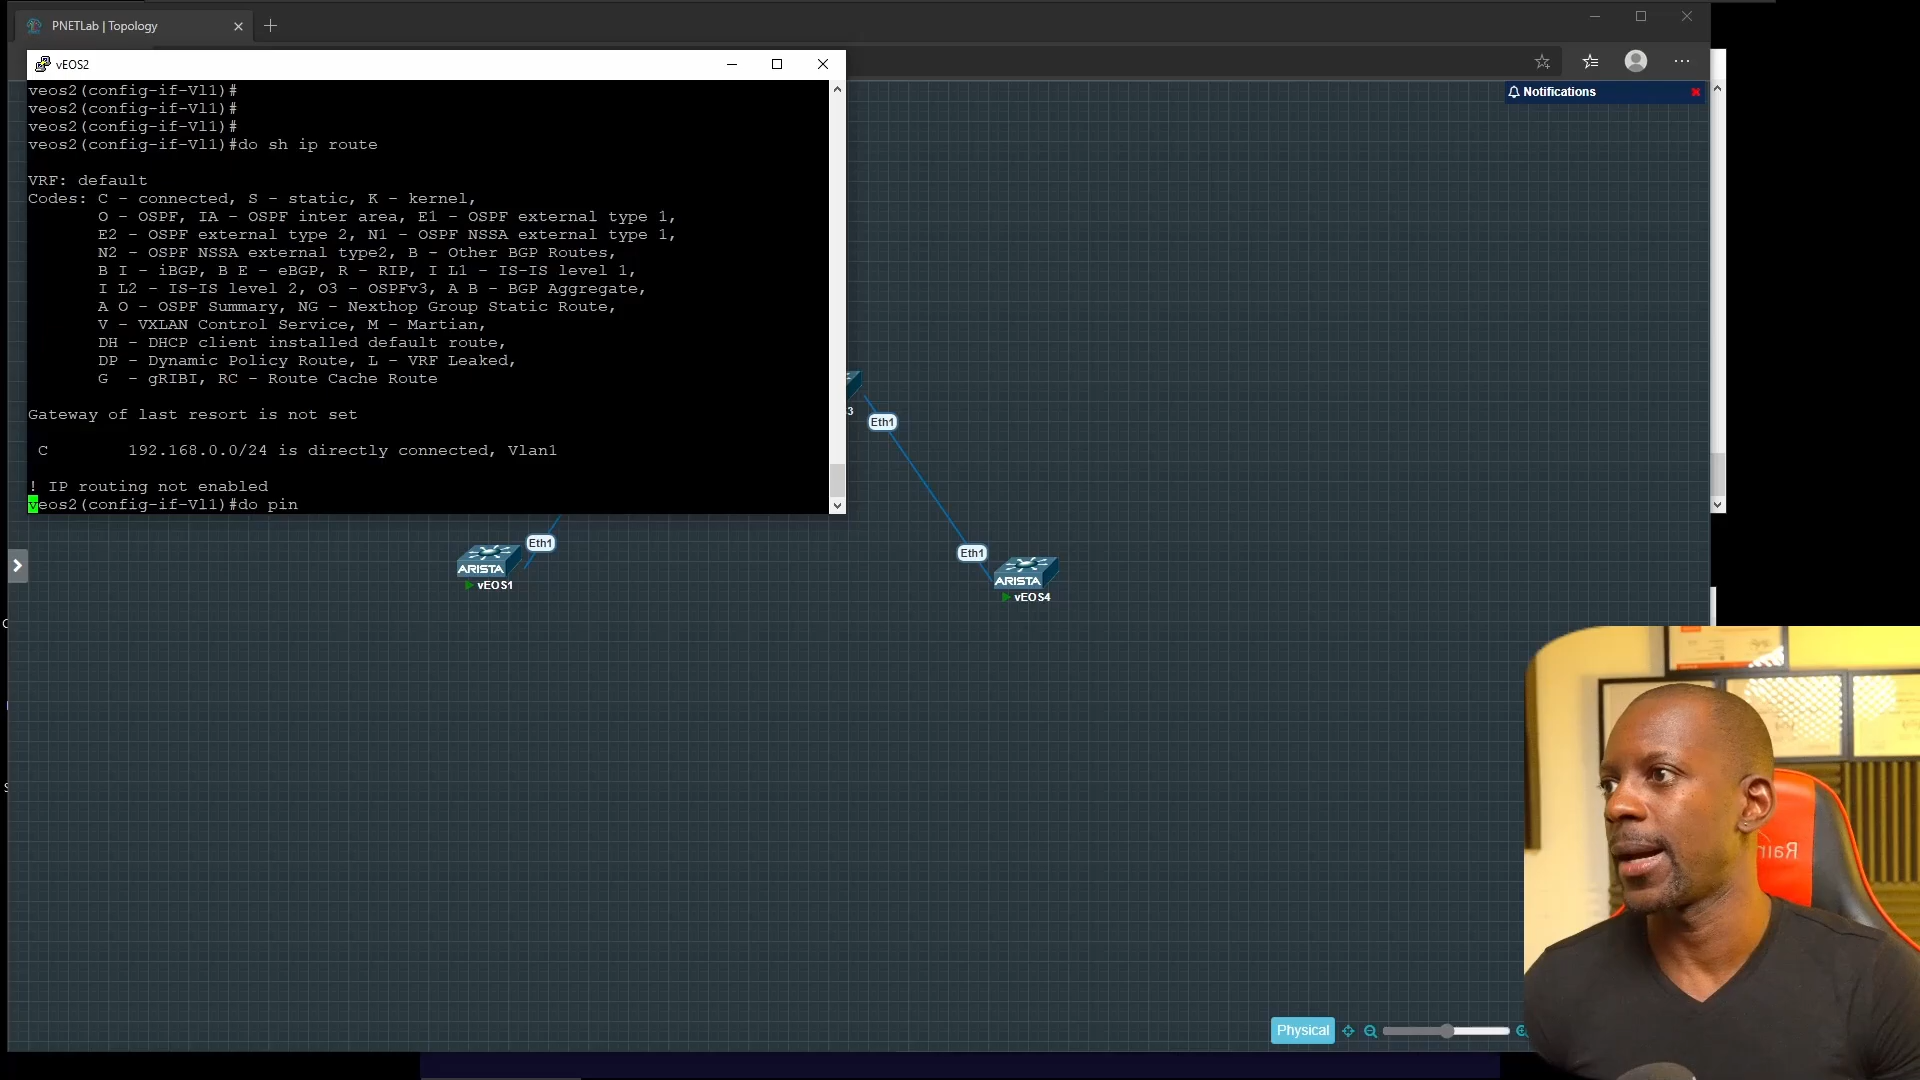 PNETLab | Topology
vEOS2
veos2(config-if-Vl1)#
veos2(config-if-Vl1)#
veos2(config-if-Vl1)#
veos2(config-if-Vl1)#do sh ip route
VRF: default
Codes: C - connected, S - static, K - kernel,
O - OSPF, IA - OSPF inter area, E1 - OSPF external type 1,
E2 - OSPF external type 2, N1 - OSPF NSSA external type 1,
N2 - OSPF NSSA external type2, B - Other BGP Routes,
B I - iBGP, B E - eBGP, R - RIP, I L1 - IS-IS level 1,
I L2 - IS-IS level 2, O3 - OSPFv3, A B - BGP Aggregate,
A O - OSPF Summary, NG - Nexthop Group Static Route,
V - VXLAN Control Service, M - Martian,
DH - DHCP client installed default route,
DP - Dynamic Policy Route, L - VRF Leaked,
G - gRIBI, RC - Route Cache Route
Gateway of last resort is not set
C 192.168.0.0/24 is directly connected, Vlan1
! IP routing not enabled
veos2(config-if-Vl1)#do pin
Notifications
3
Eth1
Eth1
ARISTA
vEOS1
Eth1
ARISTA
vEOS4
Physical